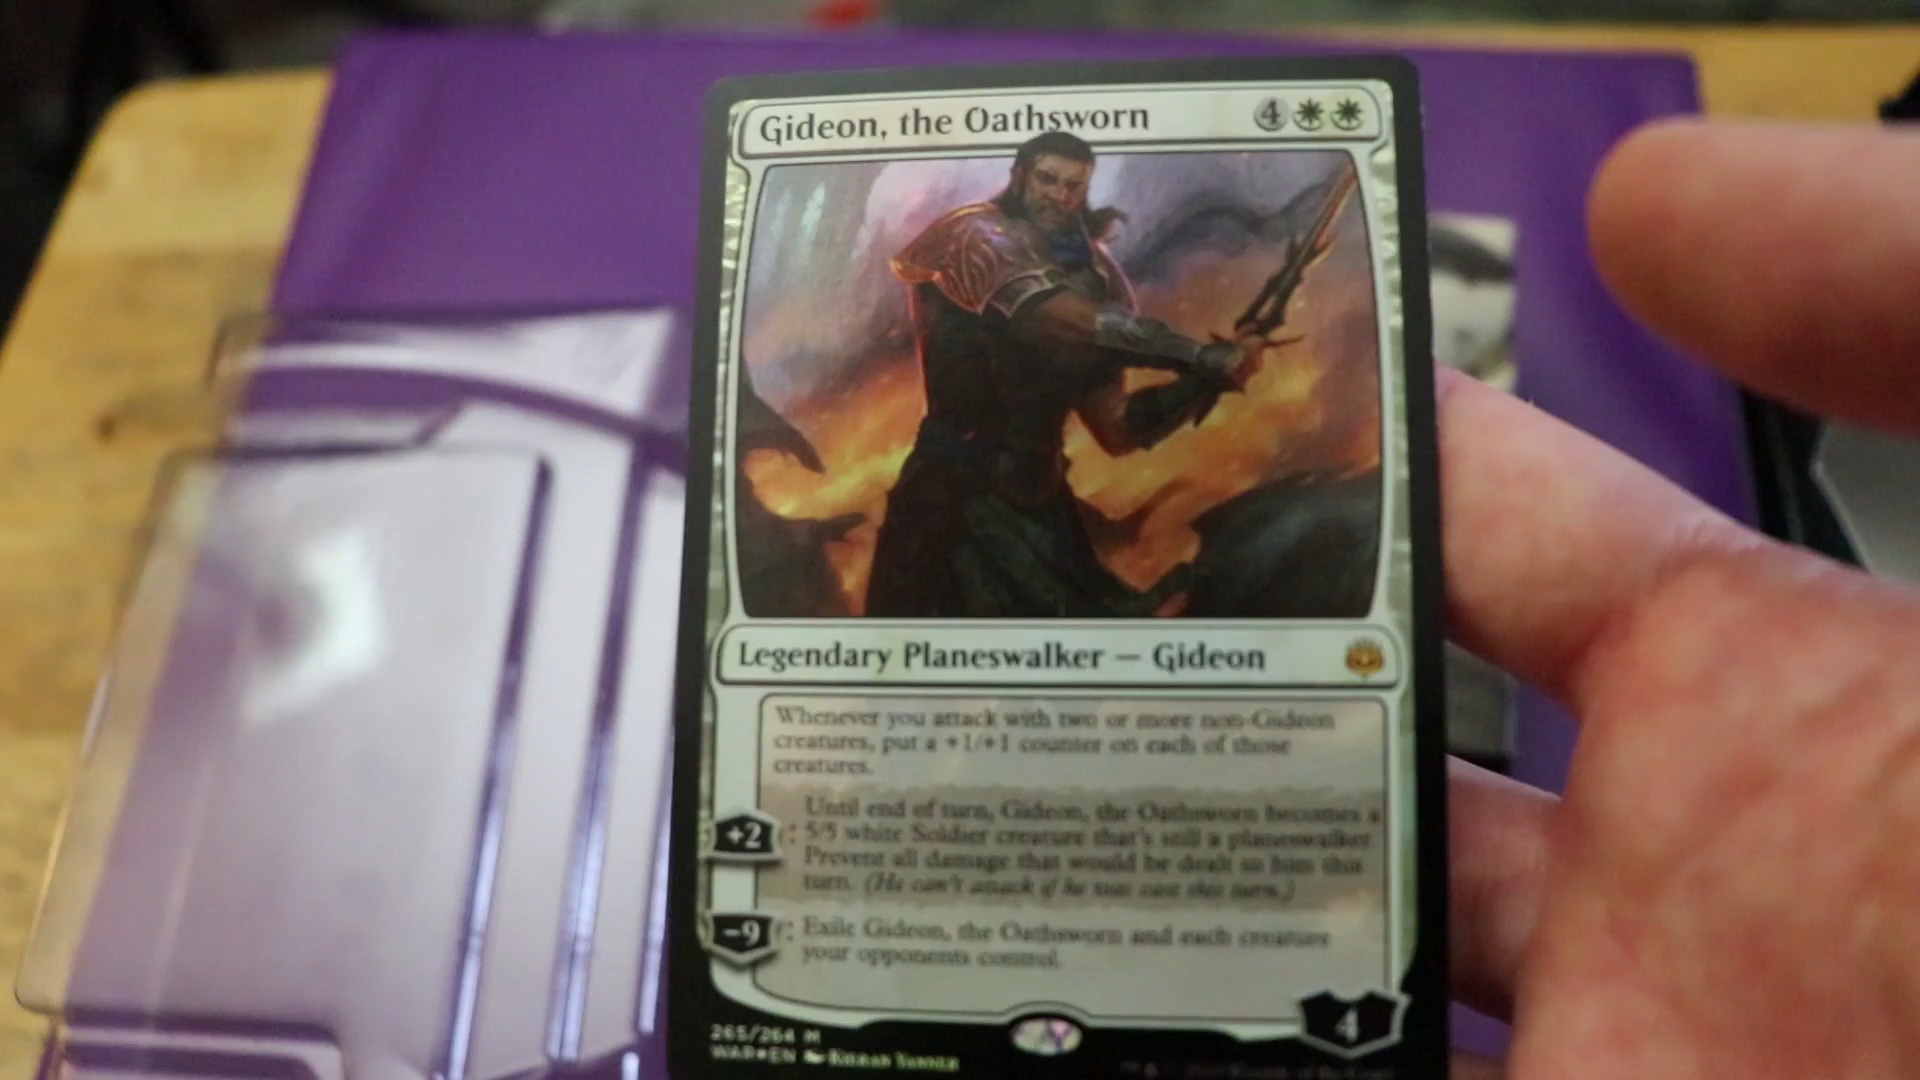 Gideon, the Oathsworn 4
Legendary Planeswalker — Gideon
Whenever you attack with two or more non-Gideon
creatures, put a +1/+1 counter on each of those
creatures.
Until end of turn, Gideon, the Oathsworn becomes a
+2 : 5/5 white Soldier creature that's still a planeswalker.
Prevent all damage that would be dealt to him this
turn. (He can't attack if he was cast this turn.)
-9 : Exile Gideon, the Oathsworn and each creature
your opponents control.
4
265/264 M
WAR★EN Kieran Yanner